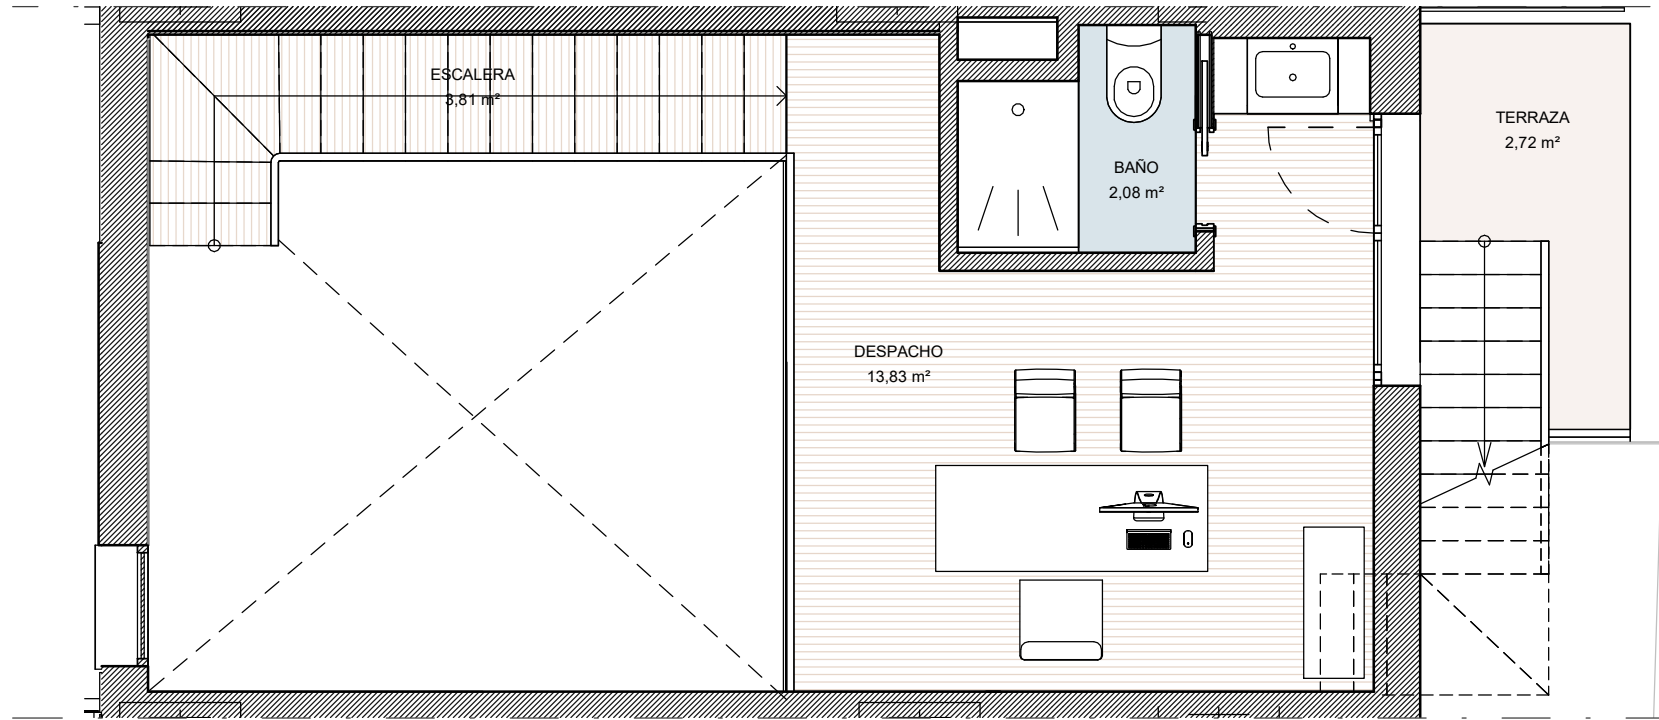 ESCALERA
3,81 m²
BAÑO
2,08 m²
TERRAZA
2,72 m²
DESPACHO
13,83 m²